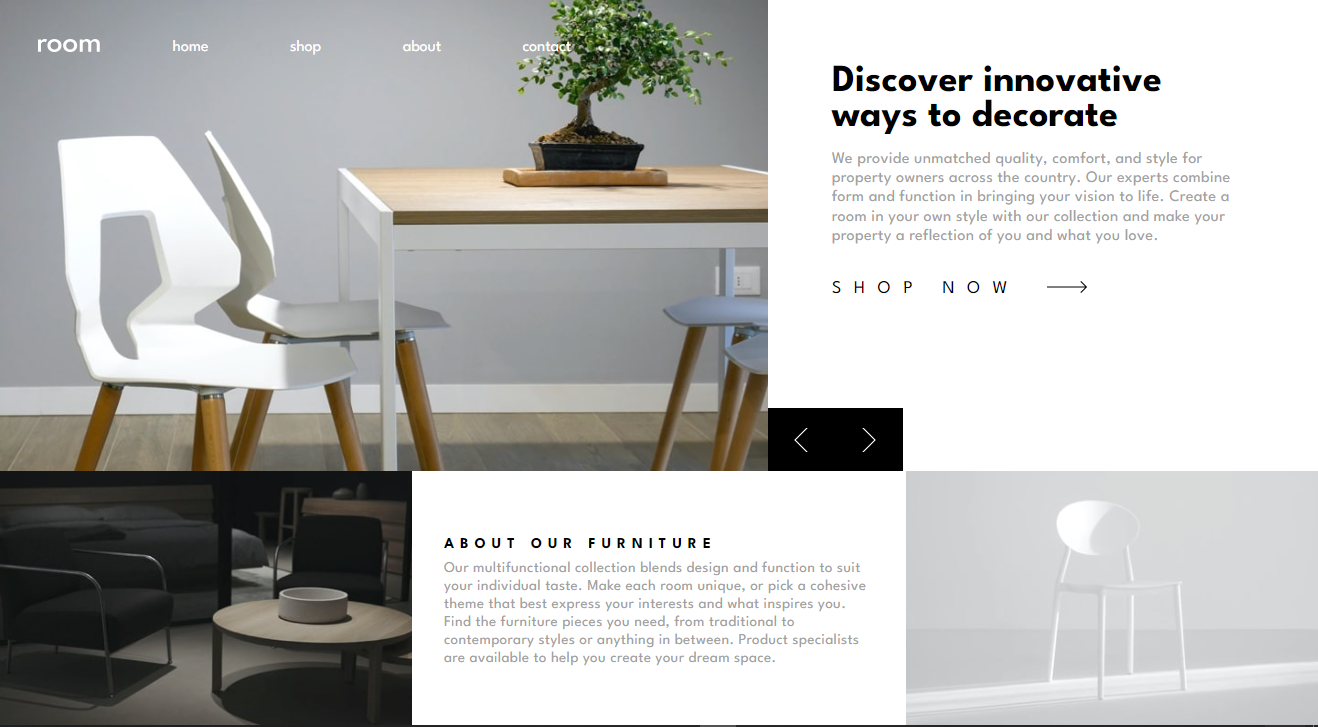 room
home
shop
about
contact
Discover innovative
ways to decorate
We provide unmatched quality, comfort, and style for
property owners across the country. Our experts combine
form and function in bringing your vision to life. Create a
room in your own style with our collection and make your
property a reflection of you and what you love.
SHOP NOW
ABOUT OUR FURNITURE
Our multifunctional collection blends design and function to suit
your individual taste. Make each room unique, or pick a cohesive
theme that best express your interests and what inspires you.
Find the furniture pieces you need, from traditional to
contemporary styles or anything in between. Product specialists
are available to help you create your dream space.